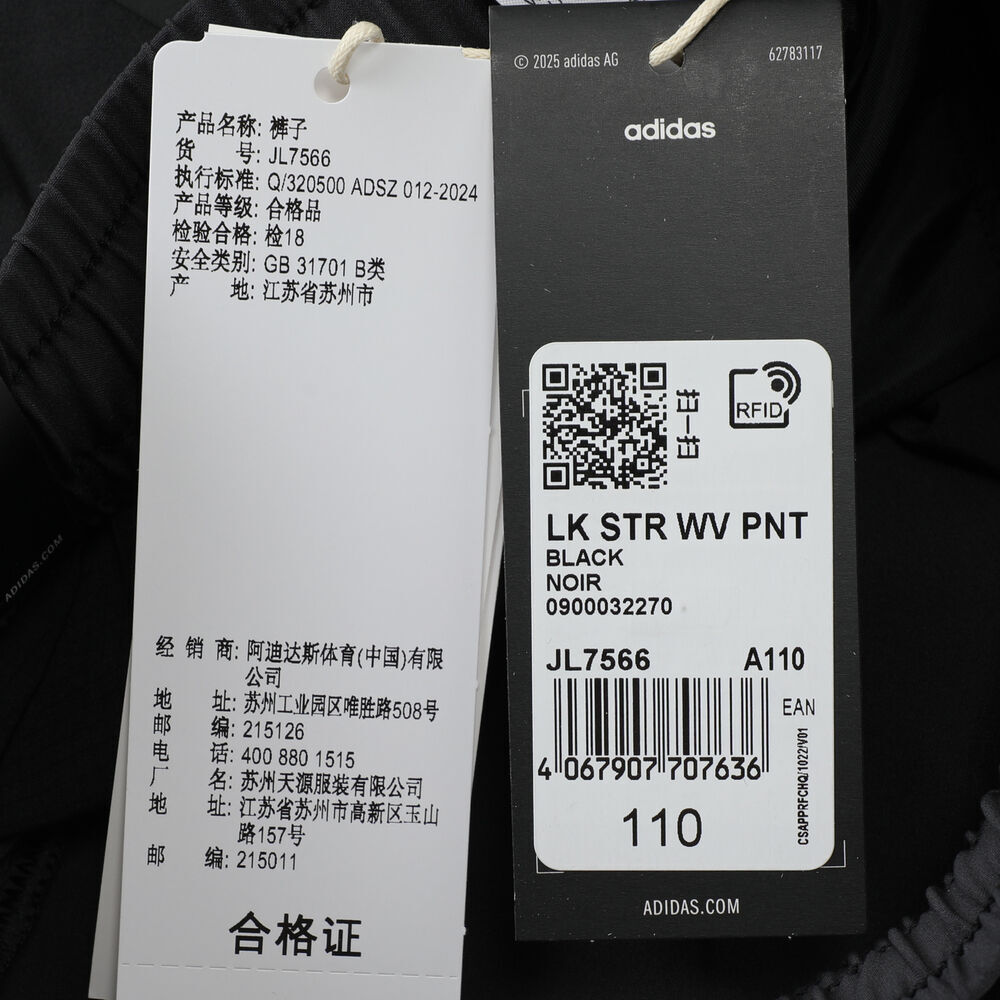 产品名称: 裤子
货 号: JL7566
执行标准: Q/320500 ADSZ 012-2024
产品等级: 合格品
检验合格: 检18
安全类别: GB 31701 B类
产 地: 江苏省苏州市
经 销 商: 阿迪达斯体育(中国)有限
公司
地 址: 苏州工业园区唯胜路508号
邮 编: 215126
电 话: 400 880 1515
厂 名: 苏州天源服装有限公司
地 址: 江苏省苏州市高新区玉山
路157号
邮 编: 215011
合格证
© 2025 adidas AG
62783117
adidas
扫一扫
RFID
LK STR WV PNT
BLACK
NOIR
0900032270
JL7566 A110
EAN
4 067907 707636
CSAPPRFCHQ/1022/V01
110
ADIDAS.COM
ADIDAS.COM